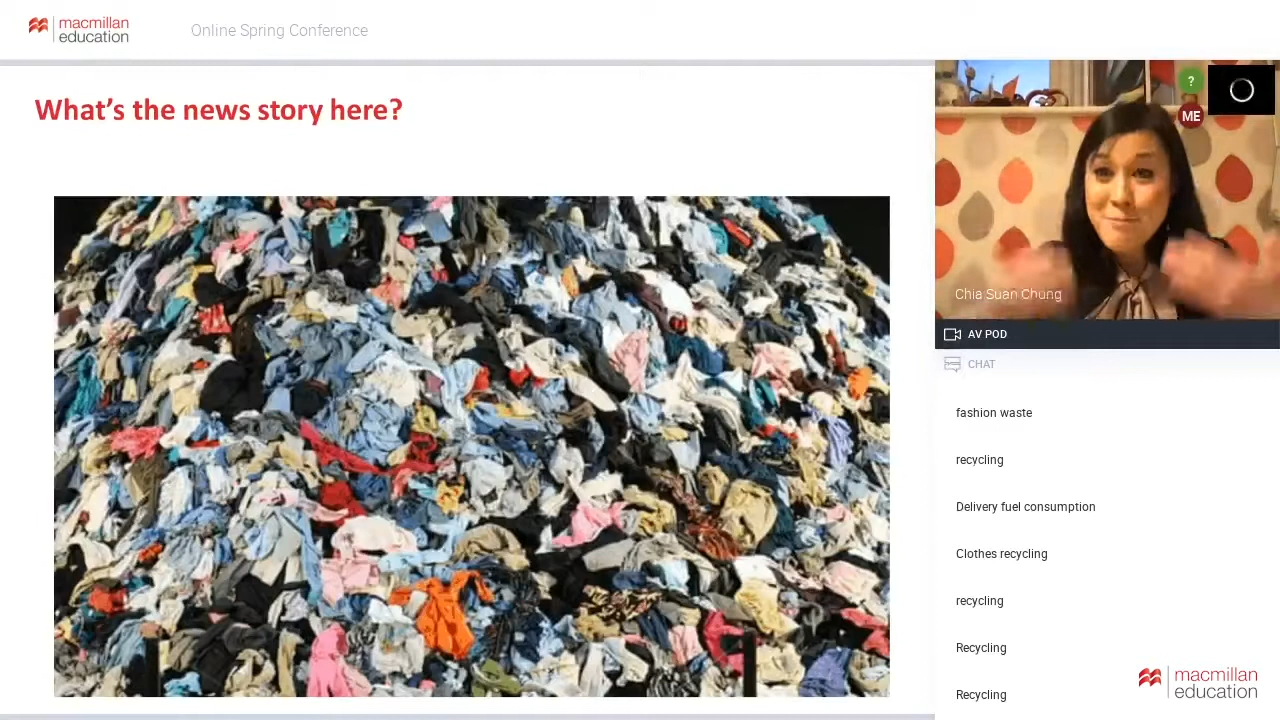 macmillan
education
Online Spring Conference
What's the news story here?
?
ME
Chia Suan Chong
AV POD
CHAT
fashion waste
recycling
Delivery fuel consumption
Clothes recycling
recycling
Recycling
Recycling
macmillan
education